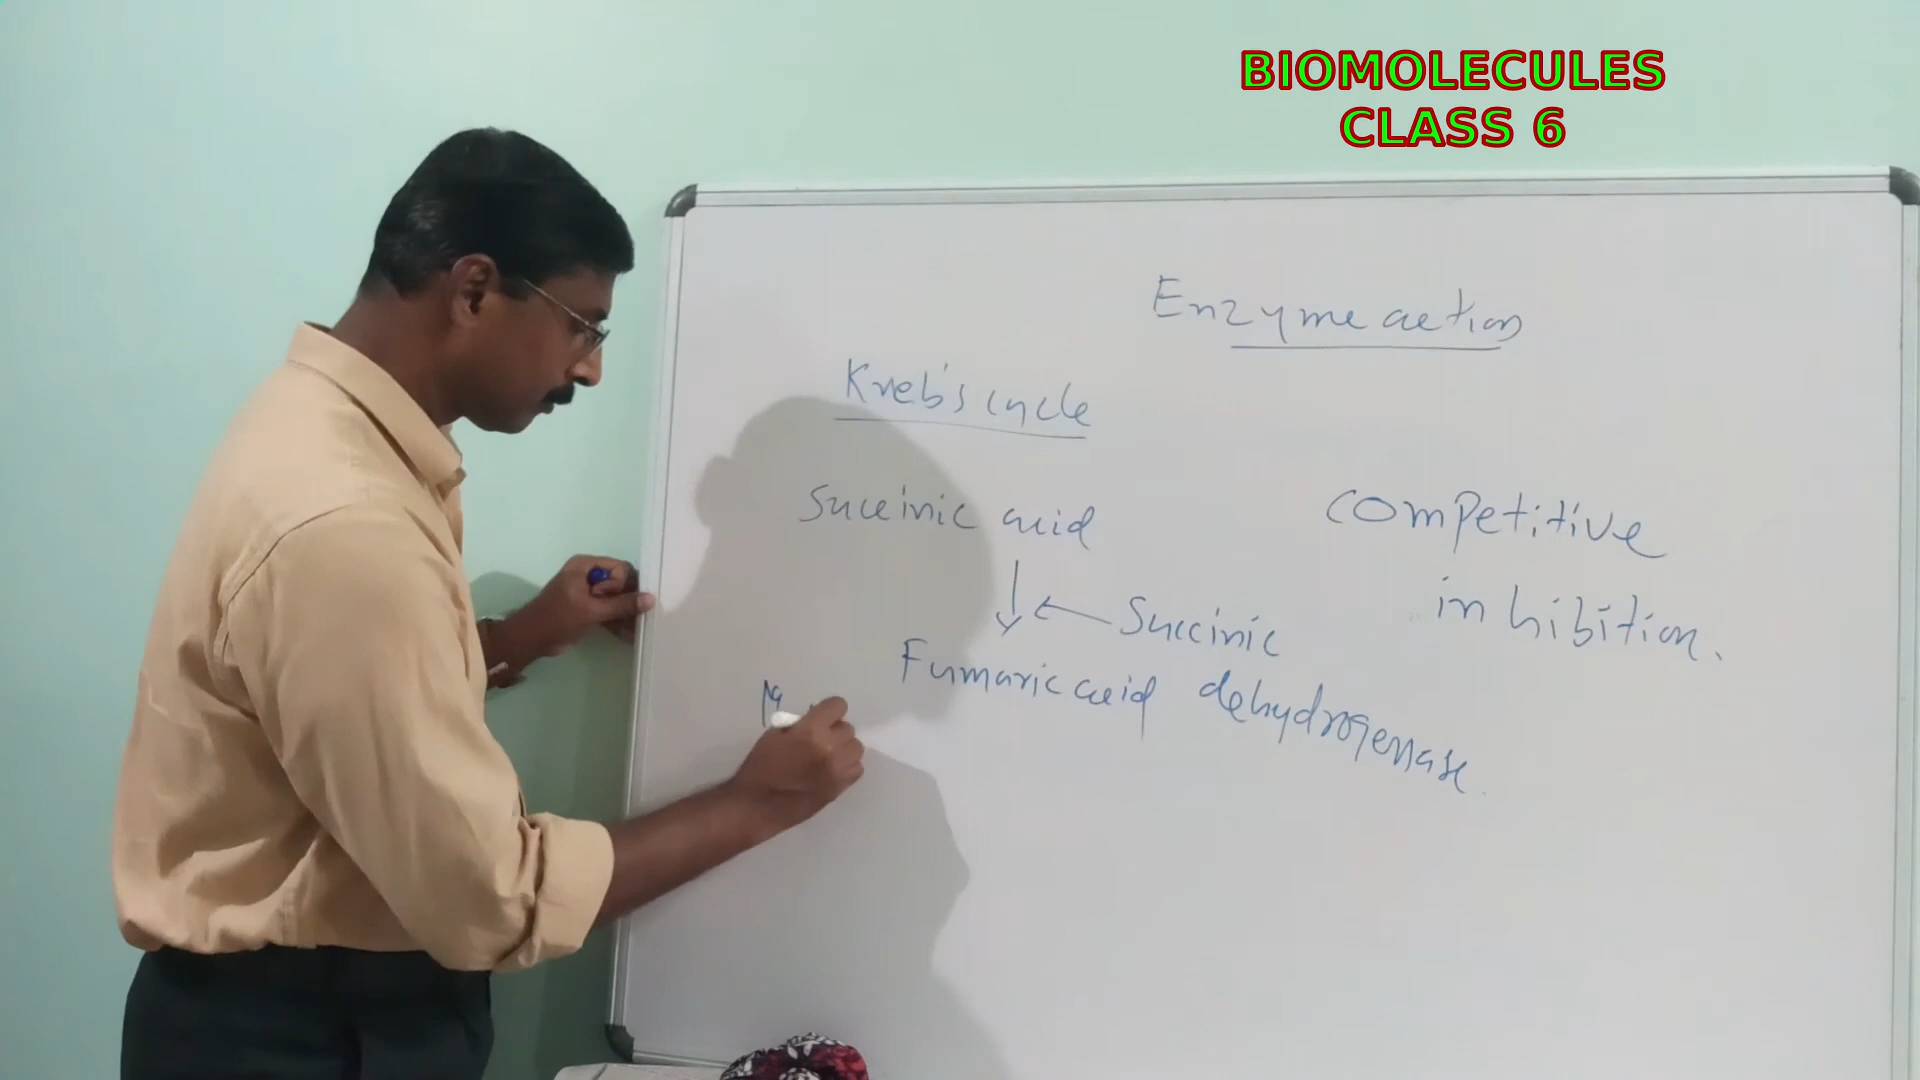 BIOMOLECULES
CLASS 6
Enzyme action
Kreb's cycle
Succinic acid
competitive
inhibition.
Succinic
Fumaric acid dehydrogenase.